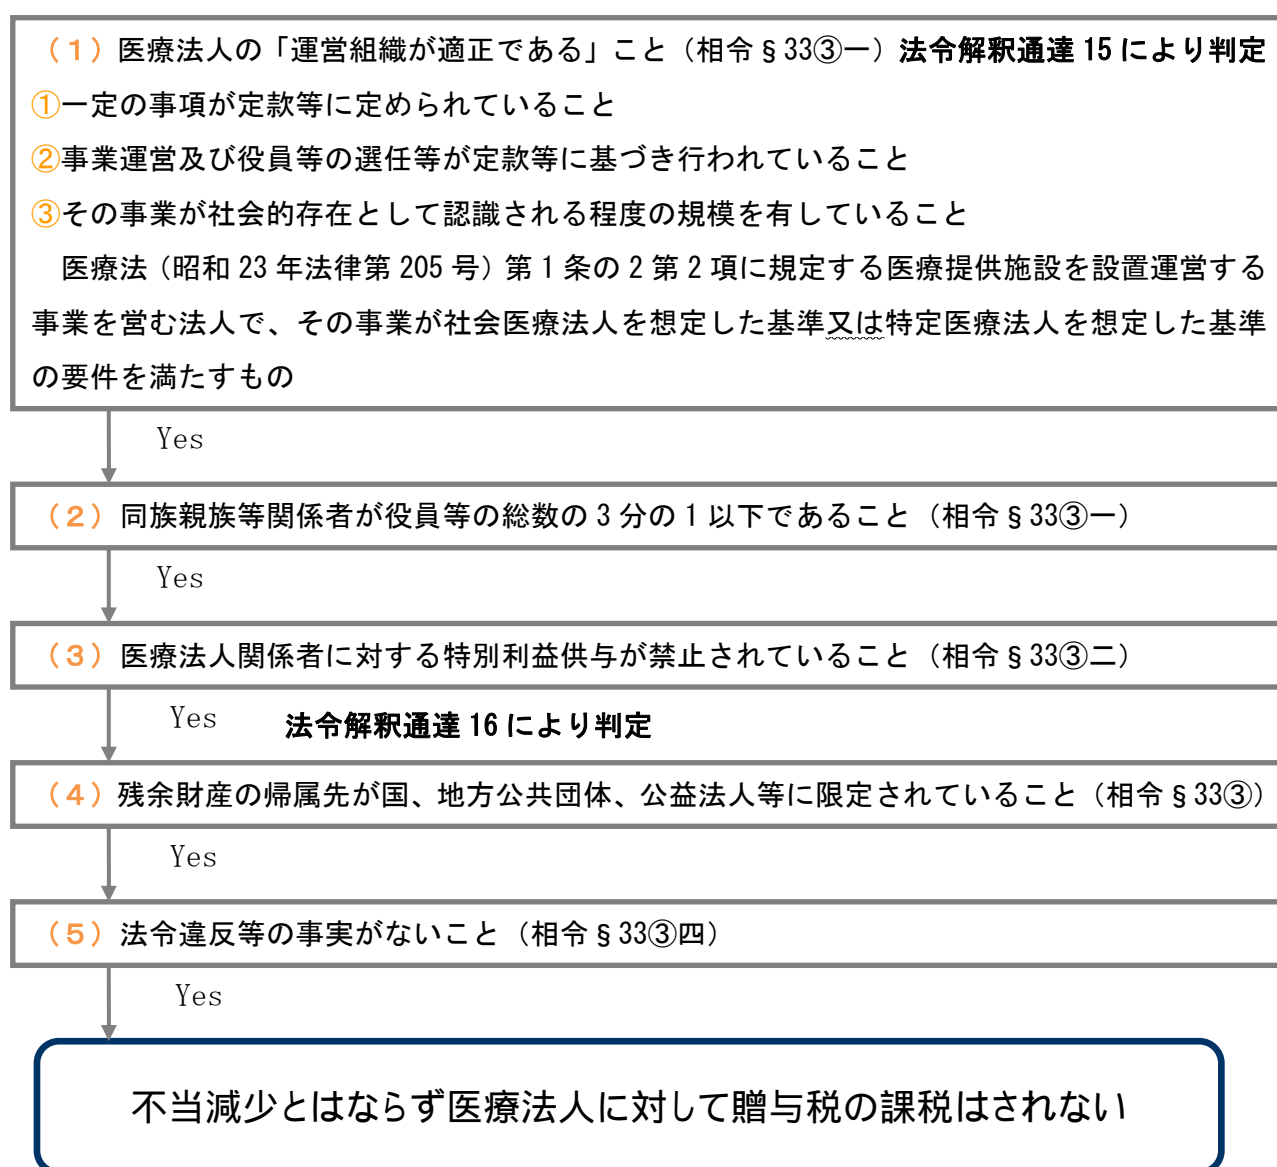 （１）医療法人の「運営組織が適正である」こと（相令§33③一）法令解釈通達 15 により判定
①一定の事項が定款等に定められていること
②事業運営及び役員等の選任等が定款等に基づき行われていること
③その事業が社会的存在として認識される程度の規模を有していること
医療法（昭和 23 年法律第 205 号）第 1 条の 2 第 2 項に規定する医療提供施設を設置運営する
事業を営む法人で、その事業が社会医療法人を想定した基準又は特定医療法人を想定した基準
の要件を満たすもの
Yes
（２）同族親族等関係者が役員等の総数の 3 分の 1 以下であること（相令§33③一）
Yes
（３）医療法人関係者に対する特別利益供与が禁止されていること（相令§33③二）
Yes 法令解釈通達 16 により判定
（４）残余財産の帰属先が国、地方公共団体、公益法人等に限定されていること（相令§33③）
Yes
（５）法令違反等の事実がないこと（相令§33③四）
Yes
不当減少とはならず医療法人に対して贈与税の課税はされない